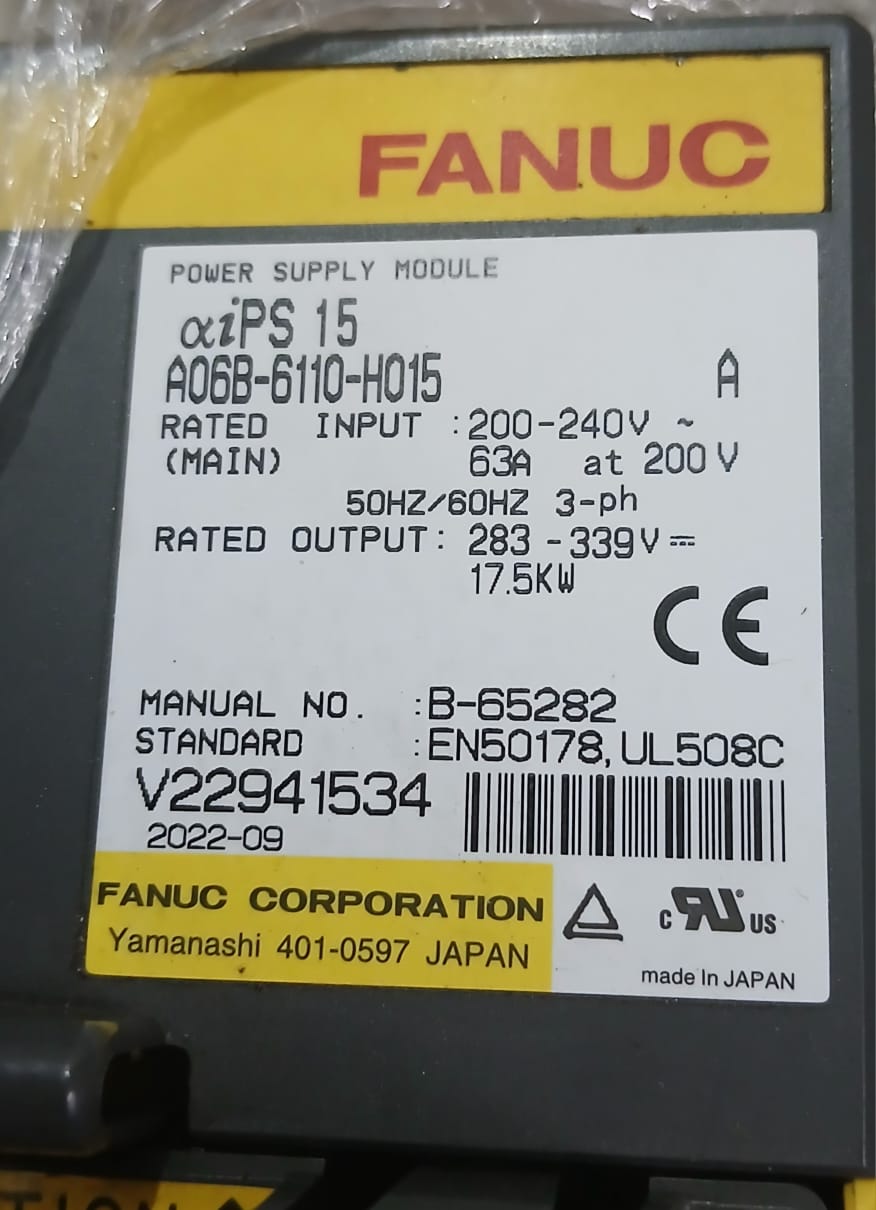 FANUC
POWER SUPPLY MODULE
αiPS 15
A06B-6110-H015 A
RATED INPUT :200-240V ~
(MAIN) 63A at 200V
50HZ/60HZ 3-ph
RATED OUTPUT: 283-339V ⎓
17.5KW
CE
MANUAL NO. :B-65282
STANDARD :EN50178,UL508C
V22941534
2022-09
FANUC CORPORATION
Yamanashi 401-0597 JAPAN
c RU US
made In JAPAN